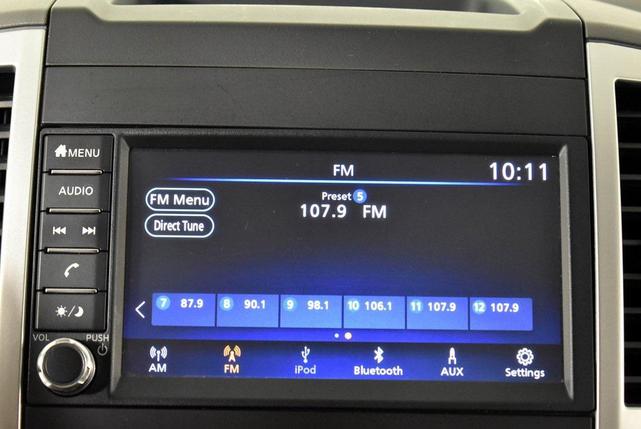 MENU
AUDIO
VOL
PUSH
FM
10:11
FM Menu
Direct Tune
Preset 5
107.9 FM
7 87.9 8 90.1 9 98.1 10 106.1 11 107.9 12 107.9
AM FM iPod Bluetooth AUX Settings